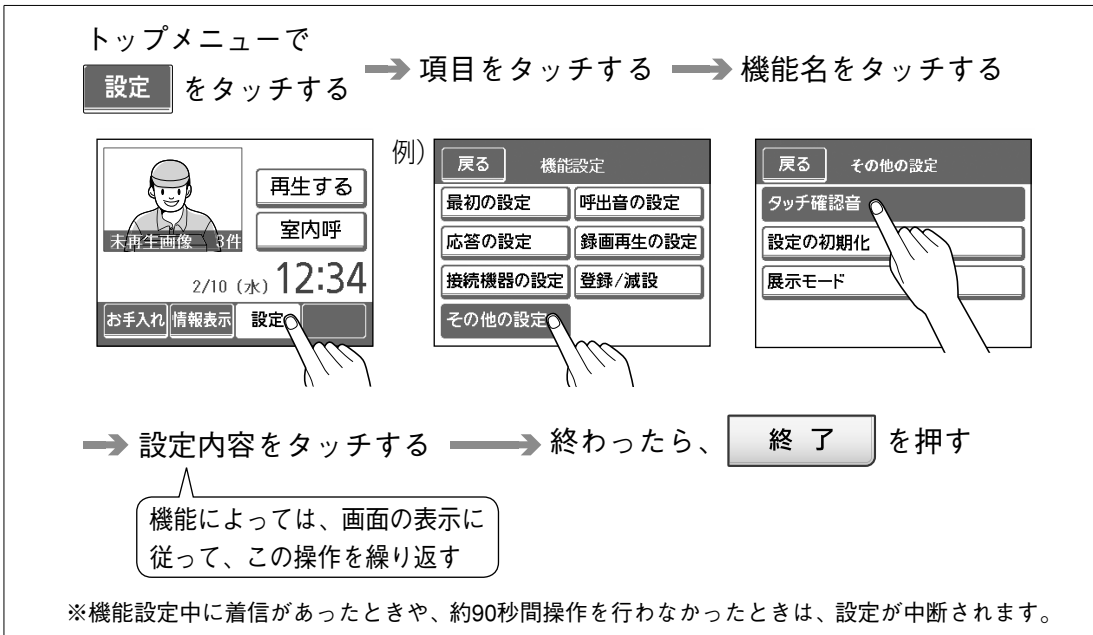 トップメニューで
設定 をタッチする → 項目をタッチする → 機能名をタッチする
未再生画像 3件
再生する
室内呼
2/10 (水) 12:34
お手入れ 情報表示 設定
例)
戻る 機能設定
最初の設定 呼出音の設定
応答の設定 録画再生の設定
接続機器の設定 登録/減設
その他の設定
戻る その他の設定
タッチ確認音
設定の初期化
展示モード
→ 設定内容をタッチする → 終わったら、 終了 を押す
機能によっては、画面の表示に
従って、この操作を繰り返す
※機能設定中に着信があったときや、約90秒間操作を行わなかったときは、設定が中断されます。